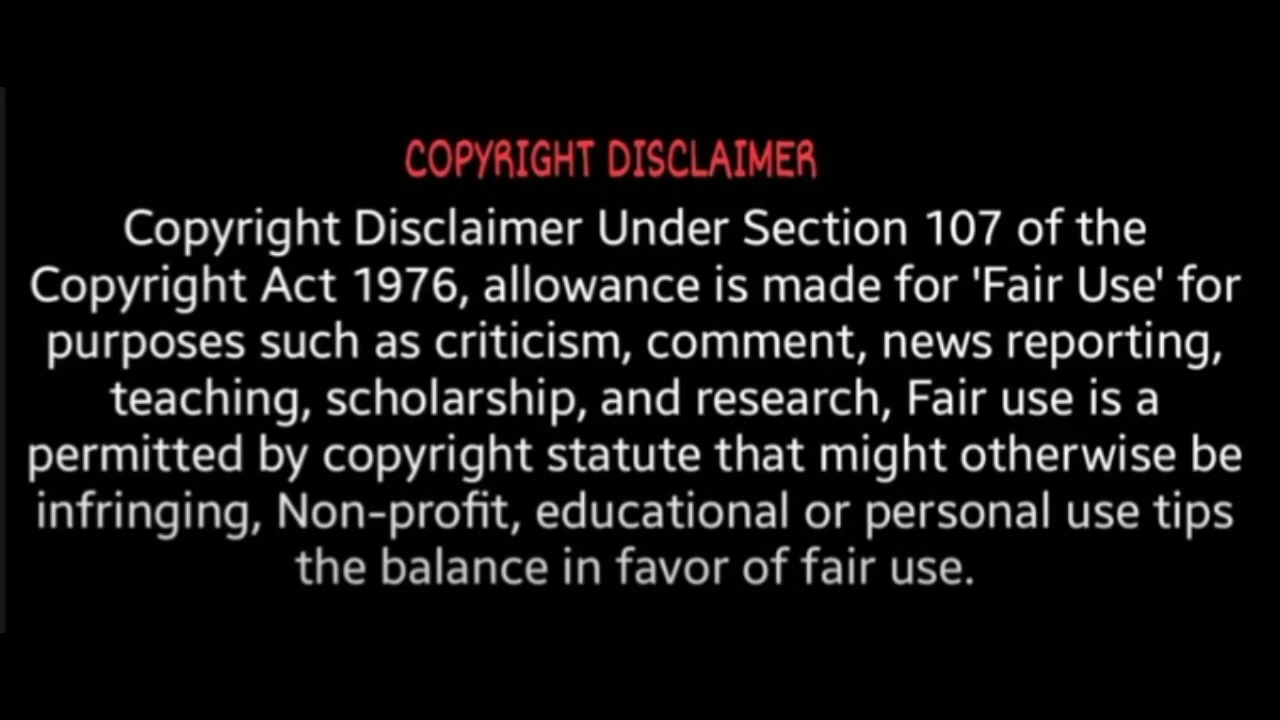 COPYRIGHT DISCLAIMER
Copyright Disclaimer Under Section 107 of the
Copyright Act 1976, allowance is made for 'Fair Use' for
purposes such as criticism, comment, news reporting,
teaching, scholarship, and research, Fair use is a
permitted by copyright statute that might otherwise be
infringing, Non-profit, educational or personal use tips
the balance in favor of fair use.